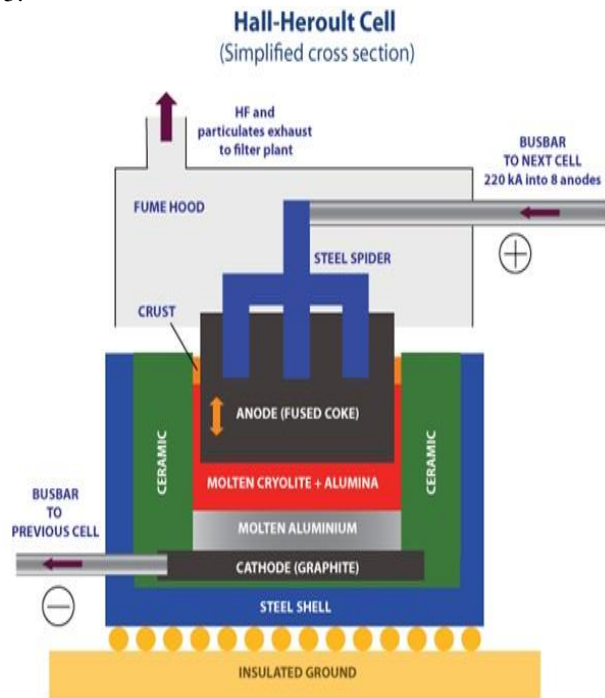 Hall-Heroult Cell
(Simplified cross section)
HF and
particulates exhaust
to filter plant
BUSBAR
TO NEXT CELL
220 kA into 8 anodes
FUME HOOD
STEEL SPIDER
+
CRUST
ANODE (FUSED COKE)
CERAMIC
CERAMIC
MOLTEN CRYOLITE + ALUMINA
BUSBAR
TO
PREVIOUS CELL
MOLTEN ALUMINIUM
CATHODE (GRAPHITE)
−
STEEL SHELL
INSULATED GROUND